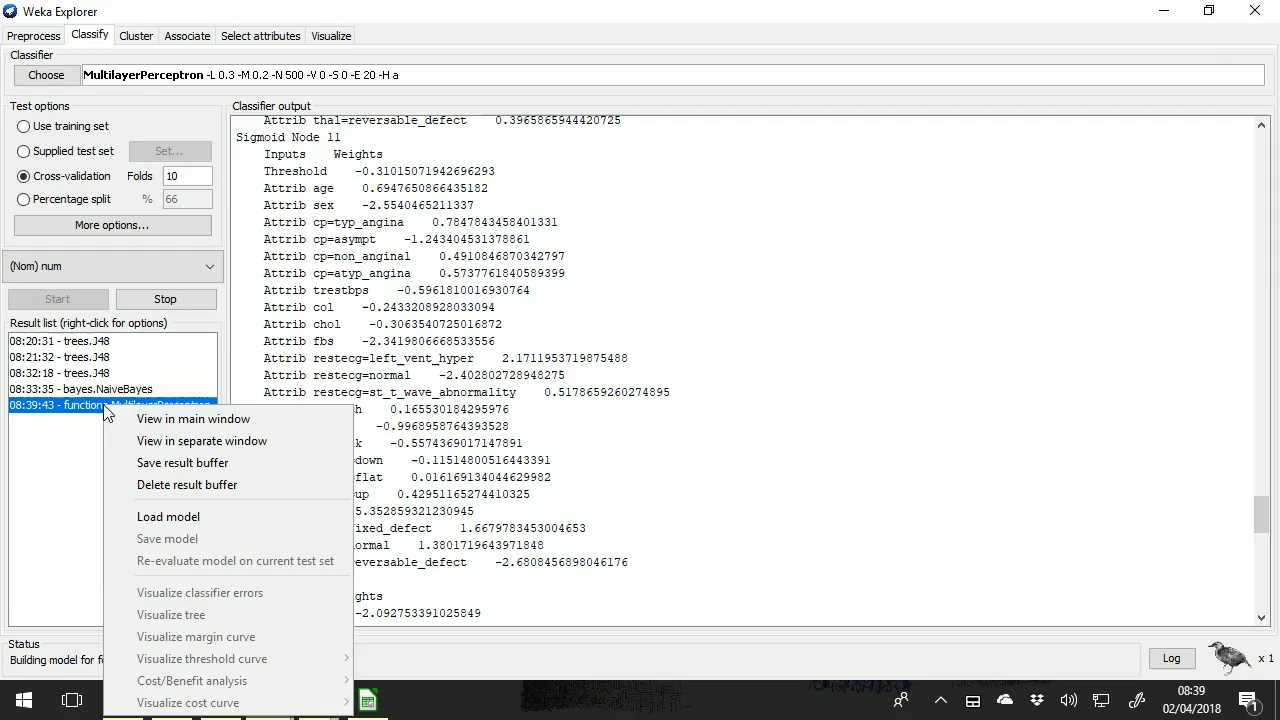 Weka Explorer
Preprocess Classify Cluster Associate Select attributes Visualize
Classifier
Choose MultilayerPerceptron -L 0.3 -M 0.2 -N 500 -V 0 -S 0 -E 20 -H a
Test options
Use training set
Supplied test set Set...
Cross-validation Folds 10
Percentage split % 66
More options...
(Nom) num
Start Stop
Result list (right-click for options)
08:20:31 - trees.J48
08:21:32 - trees.J48
08:32:18 - trees.J48
08:33:35 - bayes.NaiveBayes
08:39:43 - functions.MultilayerPerceptron
View in main window
View in separate window
Save result buffer
Delete result buffer
Load model
Save model
Re-evaluate model on current test set
Visualize classifier errors
Visualize tree
Visualize margin curve
Visualize threshold curve
Cost/Benefit analysis
Visualize cost curve
Classifier output
Attrib thal=reversable_defect 0.3965865944420725
Sigmoid Node 11
Inputs Weights
Threshold -0.31015071942696293
Attrib age 0.6947650866435182
Attrib sex -2.5540465211337
Attrib cp=typ_angina 0.7847843458401331
Attrib cp=asympt -1.243404531378861
Attrib cp=non_anginal 0.4910846870342797
Attrib cp=atyp_angina 0.5737761840589399
Attrib trestbps -0.5961810016930764
Attrib col -0.2433208928033094
Attrib chol -0.3063540725016872
Attrib fbs -2.3419806668533556
Attrib restecg=left_vent_hyper 2.1711953719875488
Attrib restecg=normal -2.402802728948275
Attrib restecg=st_t_wave_abnormality 0.5178659260274895
h 0.165530184295976
-0.9968958764393528
k -0.5574369017147891
down -0.11514800516443391
flat 0.016169134044629982
up 0.42951165274410325
5.352859321230945
fixed_defect 1.6679783453004653
normal 1.3801719643971848
reversable_defect -2.6808456898046176
ghts
-2.092753391025849
Status
Building model for f
Log
x 1
08:39
02/04/2018
1